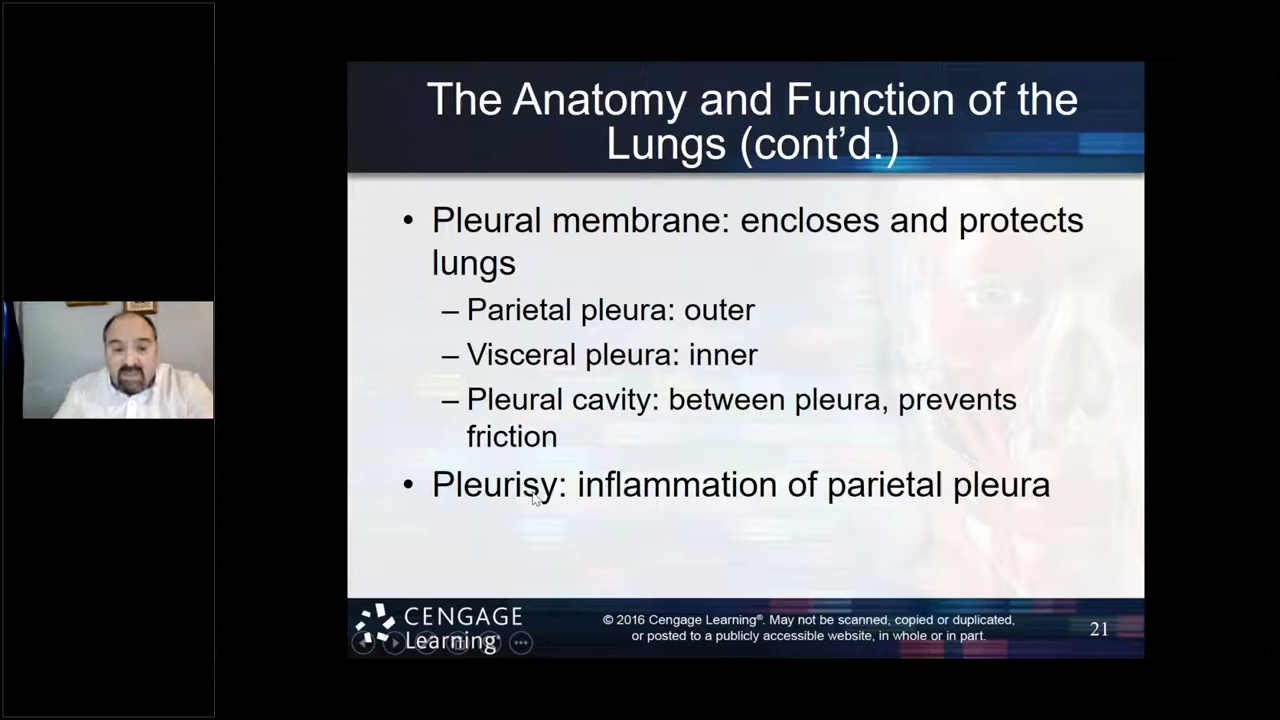 The Anatomy and Function of the
Lungs (cont’d.)
• Pleural membrane: encloses and protects
lungs
– Parietal pleura: outer
– Visceral pleura: inner
– Pleural cavity: between pleura, prevents
friction
• Pleurisy: inflammation of parietal pleura
CENGAGE
Learning®
© 2016 Cengage Learning®. May not be scanned, copied or duplicated,
or posted to a publicly accessible website, in whole or in part.
21